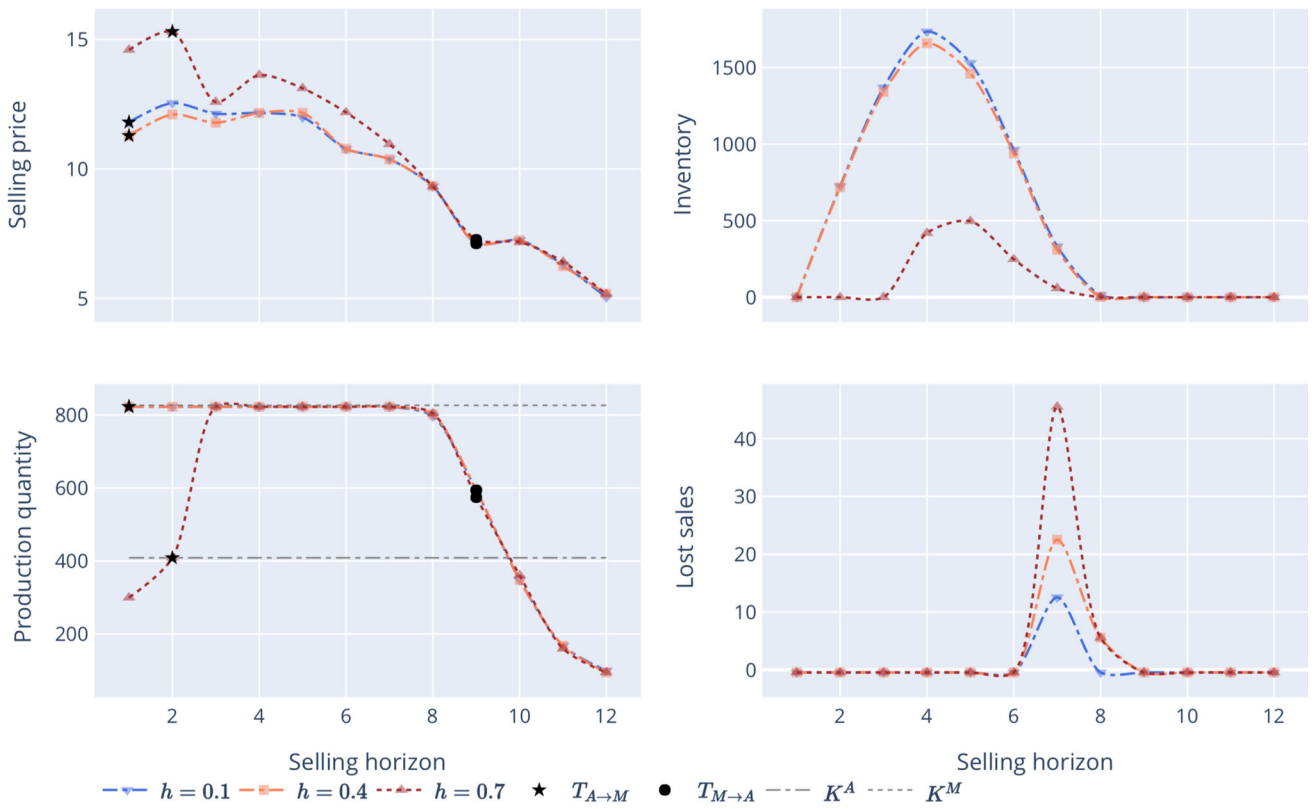 Selling price
15
10
5
Inventory
1500
1000
500
0
Production quantity
800
600
400
200
2 4 6 8 10 12
Selling horizon
Lost sales
40
30
20
10
0
2 4 6 8 10 12
Selling horizon
h = 0.1 h = 0.4 h = 0.7 T_{A→M} T_{M→A} K^A K^M